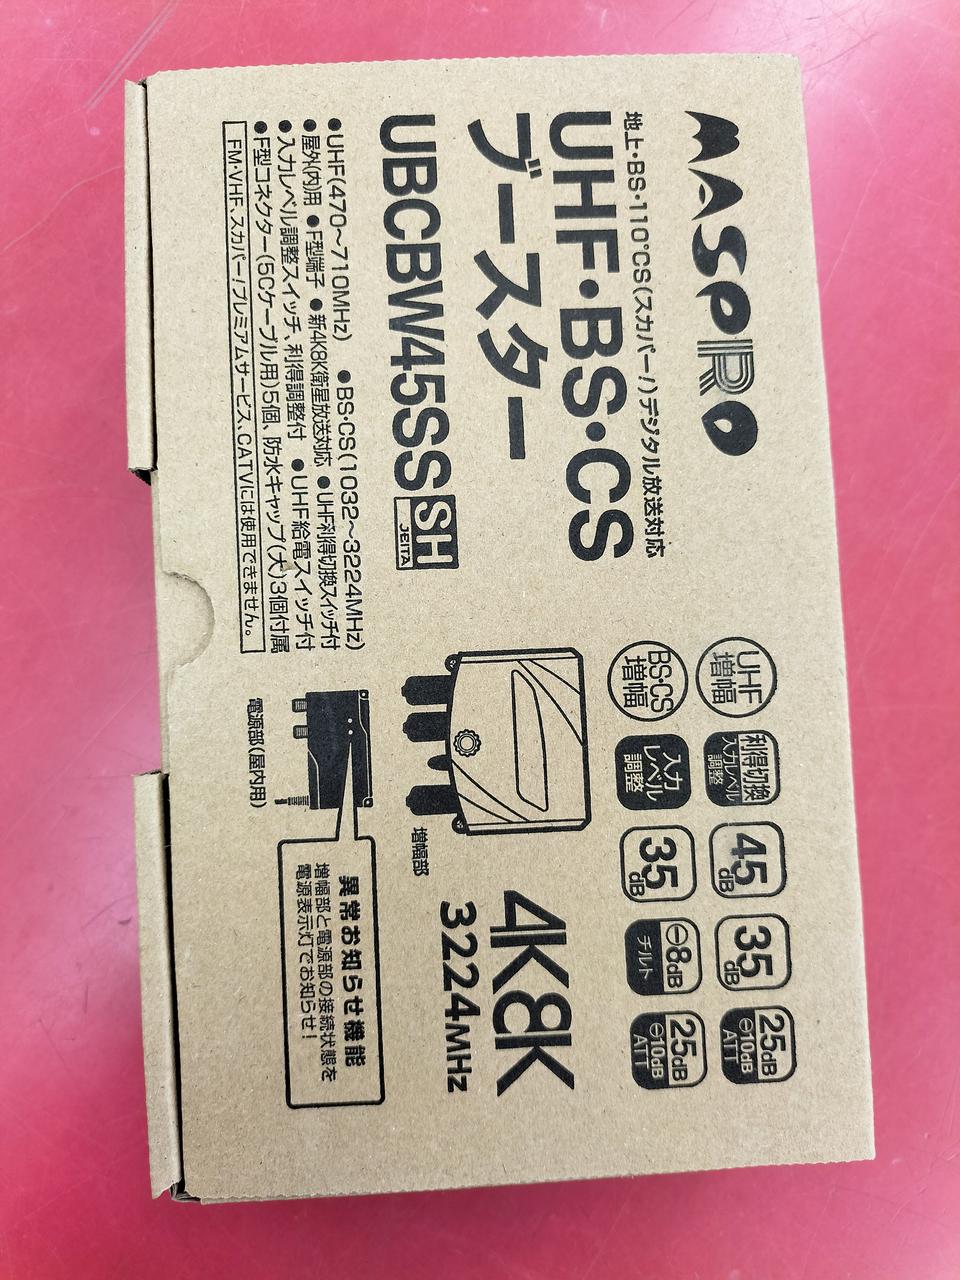 MASPRO
地上・BS・110°CS(スカパー!)デジタル放送対応
UHF・BS・CS
ブースター
UBCBW45SS SH
JEITA
●UHF(470〜710MHz) ●BS・CS(1032〜3224MHz)
●屋外(内)用 ●F型端子 ●新4K8K衛星放送対応 ●UHF利得切換スイッチ付
●入力レベル調整スイッチ、利得調整付 ●UHF給電スイッチ付
●F型コネクター(5Cケーブル用)5個、防水キャップ(大)3個付属
FM・VHF、スカパー!プレミアムサービス、CATVには使用できません。
UHF
増幅
利得切換
入力レベル
調整
45dB
35dB
25dB
⊖10dB
ATT
BS・CS
増幅
入力
レベル
調整
35dB
⊖8dB
チルト
25dB
⊖10dB
ATT
増幅部
4K8K
3224MHz
電源部(屋内用)
異常お知らせ機能
増幅部と電源部の接続状態を
電源表示灯でお知らせ!